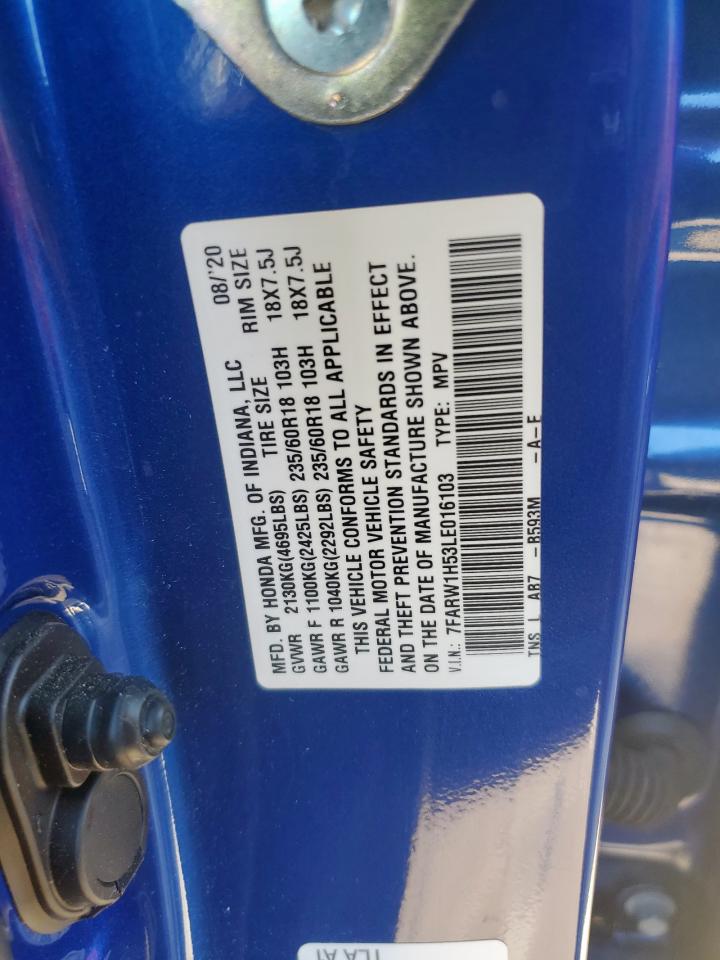 MFD. BY HONDA MFG. OF INDIANA, LLC 08/'20
TIRE SIZE RIM SIZE
GVWR 2130KG(4695LBS)
GAWR F 1100KG(2425LBS) 235/60R18 103H 18X7.5J
GAWR R 1040KG(2292LBS) 235/60R18 103H 18X7.5J
THIS VEHICLE CONFORMS TO ALL APPLICABLE
FEDERAL MOTOR VEHICLE SAFETY
AND THEFT PREVENTION STANDARDS IN EFFECT
ON THE DATE OF MANUFACTURE SHOWN ABOVE.
V.I.N.: 7FARW1H53LE016103 TYPE: MPV
TNS L AB7 -B593M -A-E